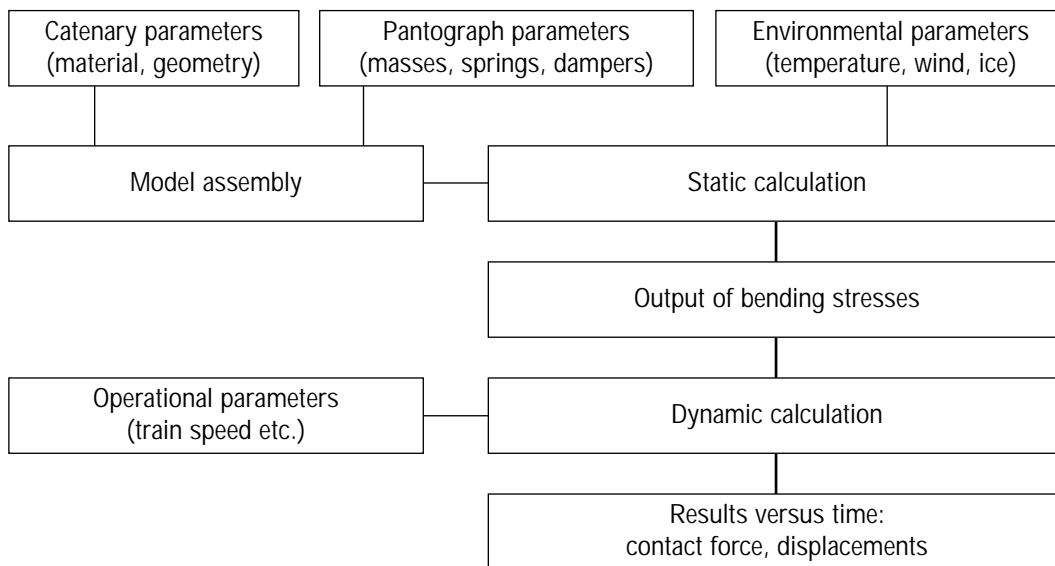 Catenary parameters
(material, geometry)
Pantograph parameters
(masses, springs, dampers)
Environmental parameters
(temperature, wind, ice)
Model assembly
Static calculation
Output of bending stresses
Operational parameters
(train speed etc.)
Dynamic calculation
Results versus time:
contact force, displacements